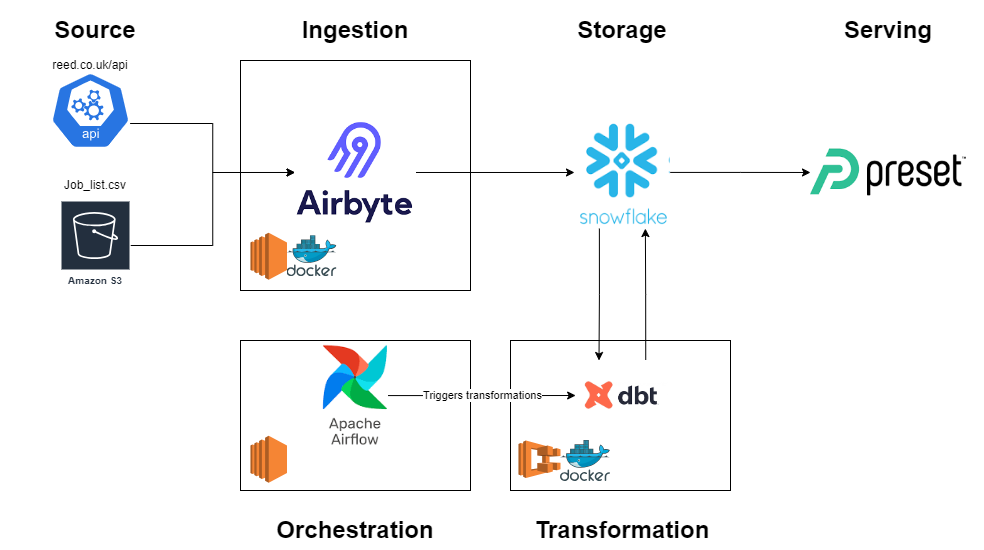 Source
Ingestion
Storage
Serving
reed.co.uk/api
api
Job_list.csv
Amazon S3
Airbyte
docker
snowflake
preset™
Apache
Airflow
Triggers transformations
dbt
docker
Orchestration
Transformation